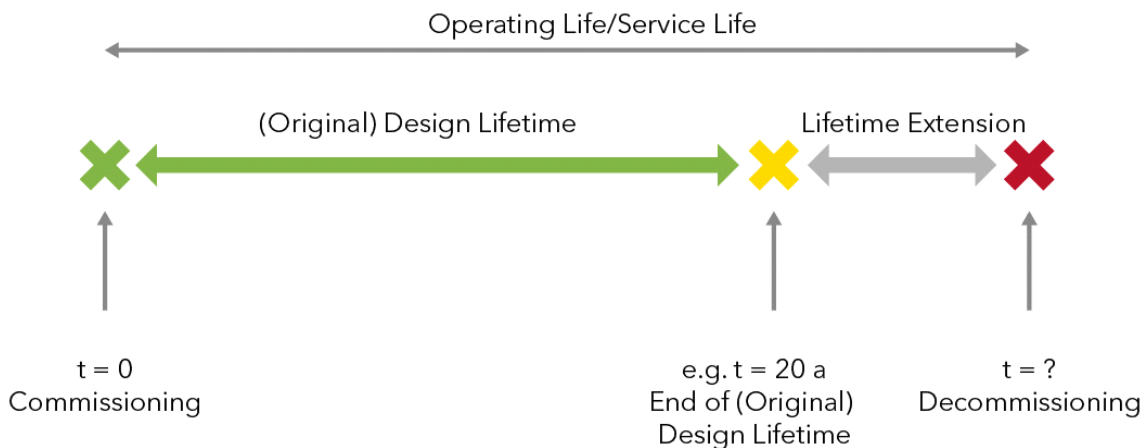 Operating Life/Service Life
(Original) Design Lifetime
Lifetime Extension
t = 0
Commissioning
e.g. t = 20 a
End of (Original)
Design Lifetime
t = ?
Decommissioning